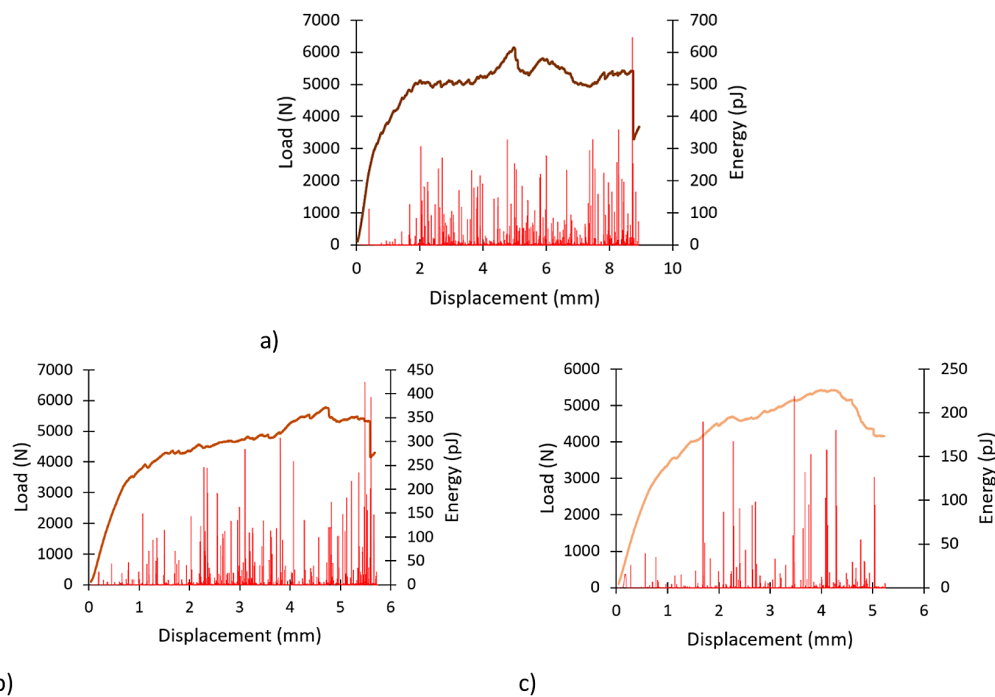 7000 700
6000 600
5000 500
4000 400
3000 300
2000 200
1000 100
0 0
0 2 4 6 8 10
Load (N)
Energy (pJ)
Displacement (mm)
a)
7000 450
6000 400
5000 350
4000 300
3000 250
2000 200
1000 150
0 100
50
0
0 1 2 3 4 5 6
Load (N)
Energy (pJ)
Displacement (mm)
b)
6000 250
5000 200
4000 150
3000 100
2000 50
1000 0
0
0 1 2 3 4 5 6
Load (N)
Energy (pJ)
Displacement (mm)
c)